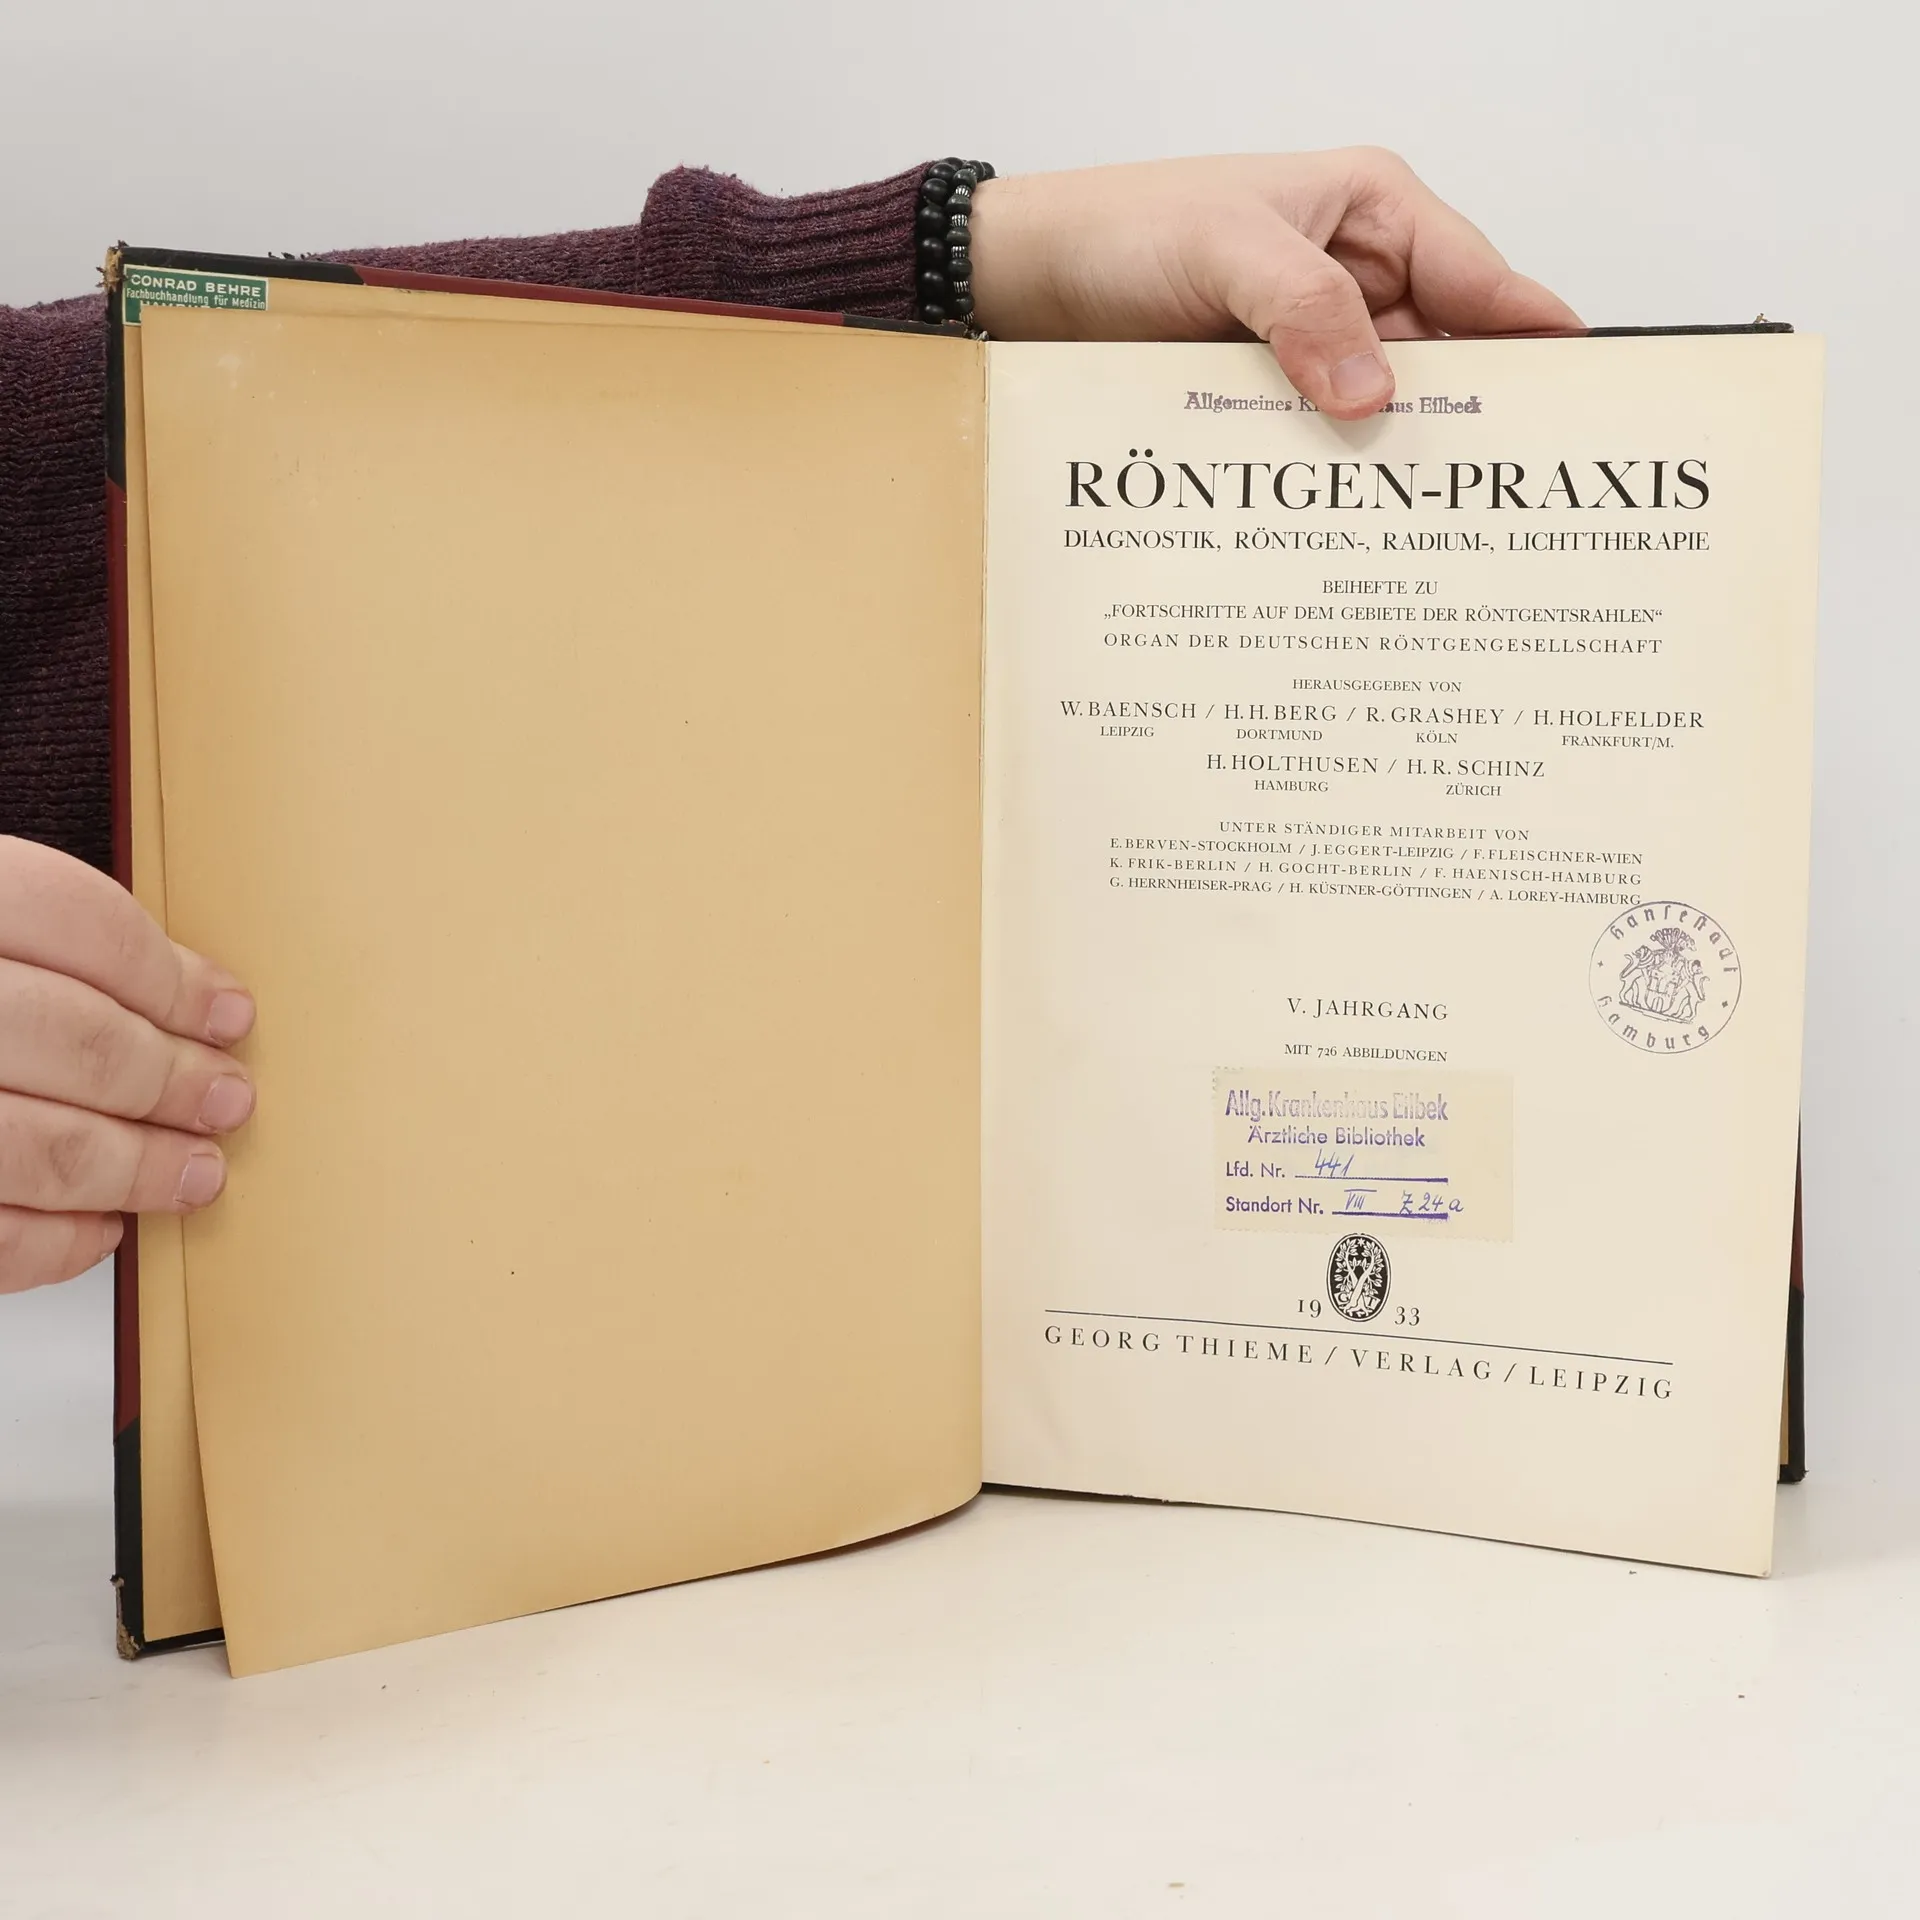 CONRAD BEHRE
Fachbuchhandlung für Medizin
Allgemeines aus Eilbeck
RÖNTGEN-PRAXIS
DIAGNOSTIK, RÖNTGEN-, RADIUM-, LICHTTHERAPIE
BEIHEFTE ZU
„FORTSCHRITTE AUF DEM GEBIETE DER RÖNTGENTSRAHLEN“
ORGAN DER DEUTSCHEN RÖNTGENGESELLSCHAFT
HERAUSGEGEBEN VON
W. BAENSCH / H. H. BERG / R. GRASHEY / H. HOLFELDER
LEIPZIG DORTMUND KÖLN FRANKFURT/M.
H. HOLTHUSEN / H. R. SCHINZ
HAMBURG ZÜRICH
UNTER STÄNDIGER MITARBEIT VON
E. BERVEN-STOCKHOLM / J. EGGERT-LEIPZIG / F. FLEISCHNER-WIEN
K. FRIK-BERLIN / H. GOCHT-BERLIN / F. HAENISCH-HAMBURG
G. HERRNHEISER-PRAG / H. KÜSTNER-GÖTTINGEN / A. LOREY-HAMBURG
Hansestadt
Hamburg
V. JAHRGANG
MIT 726 ABBILDUNGEN
Allg. Krankenhaus Eilbek
Ärztliche Bibliothek
Lfd. Nr. 441
Standort Nr. VIII Z 24 a
G T
19 33
GEORG THIEME / VERLAG / LEIPZIG